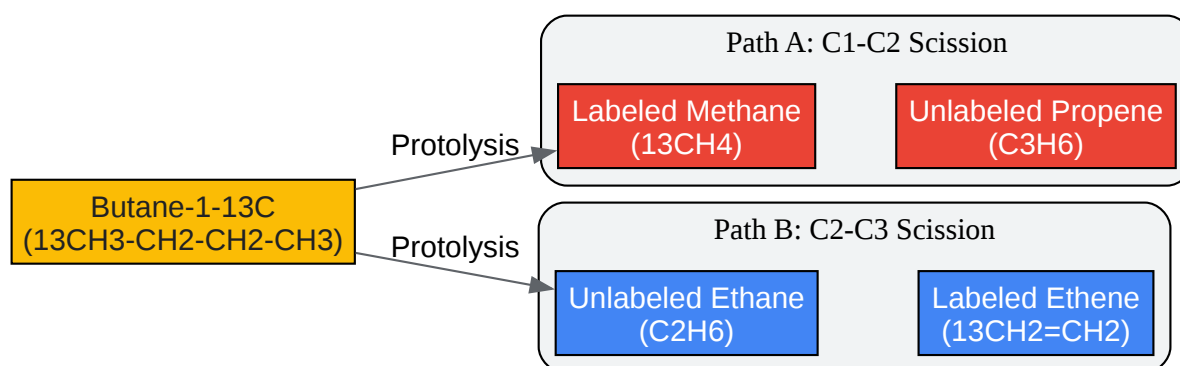 Path A: C1-C2 Scission
Labeled Methane
(13CH4)
Unlabeled Propene
(C3H6)
Protolysis
Butane-1-13C
(13CH3-CH2-CH2-CH3)
Protolysis
Path B: C2-C3 Scission
Unlabeled Ethane
(C2H6)
Labeled Ethene
(13CH2=CH2)